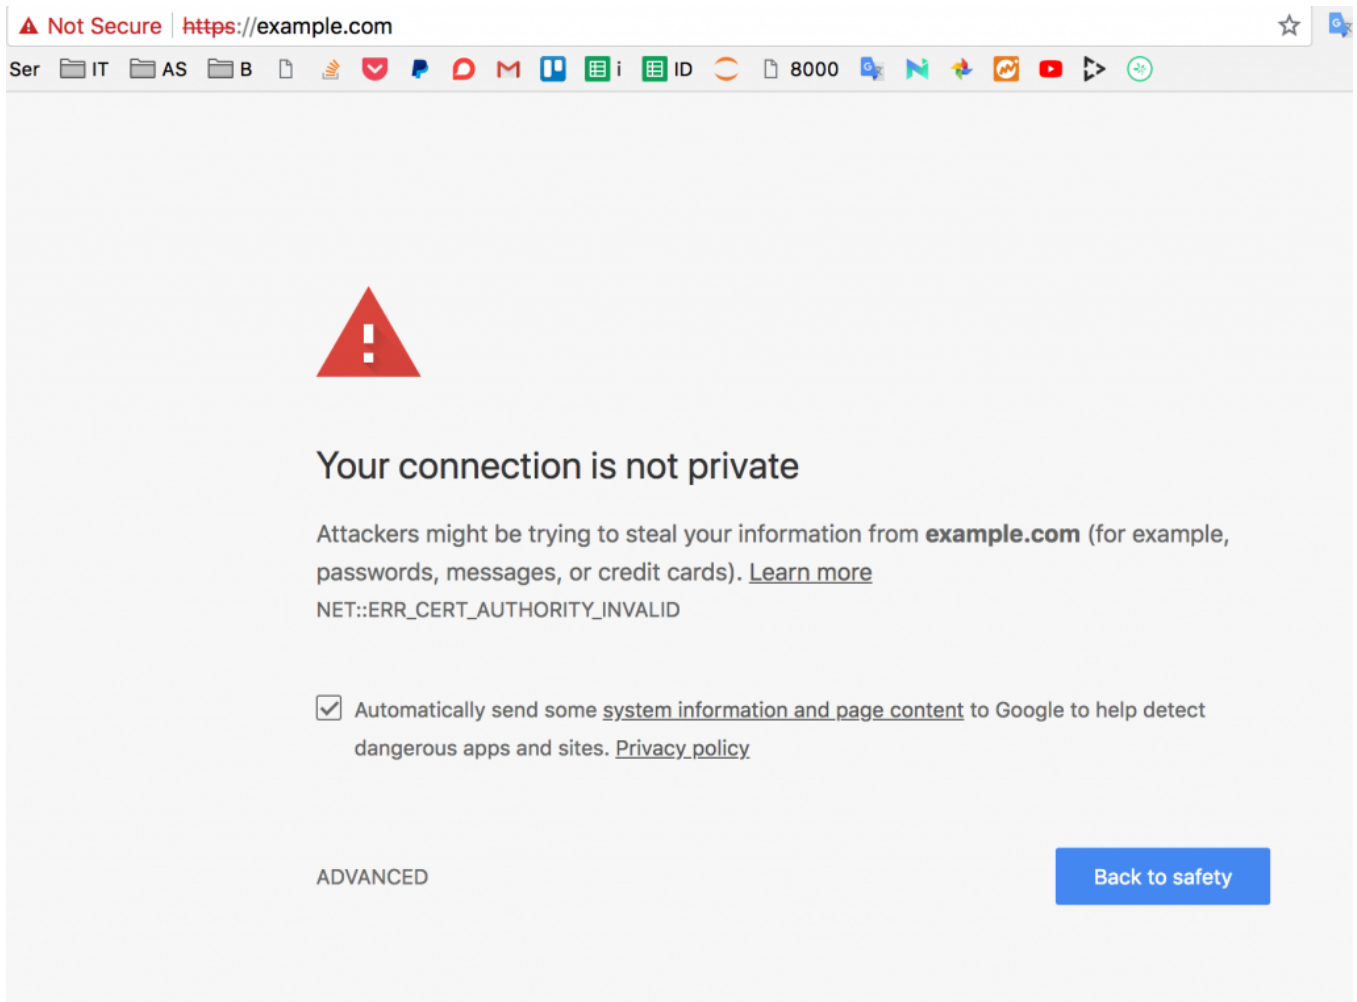 Not Secure https://example.com
Ser IT AS B i ID 8000
Your connection is not private
Attackers might be trying to steal your information from example.com (for example,
passwords, messages, or credit cards). Learn more
NET::ERR_CERT_AUTHORITY_INVALID
Automatically send some system information and page content to Google to help detect
dangerous apps and sites. Privacy policy
ADVANCED Back to safety